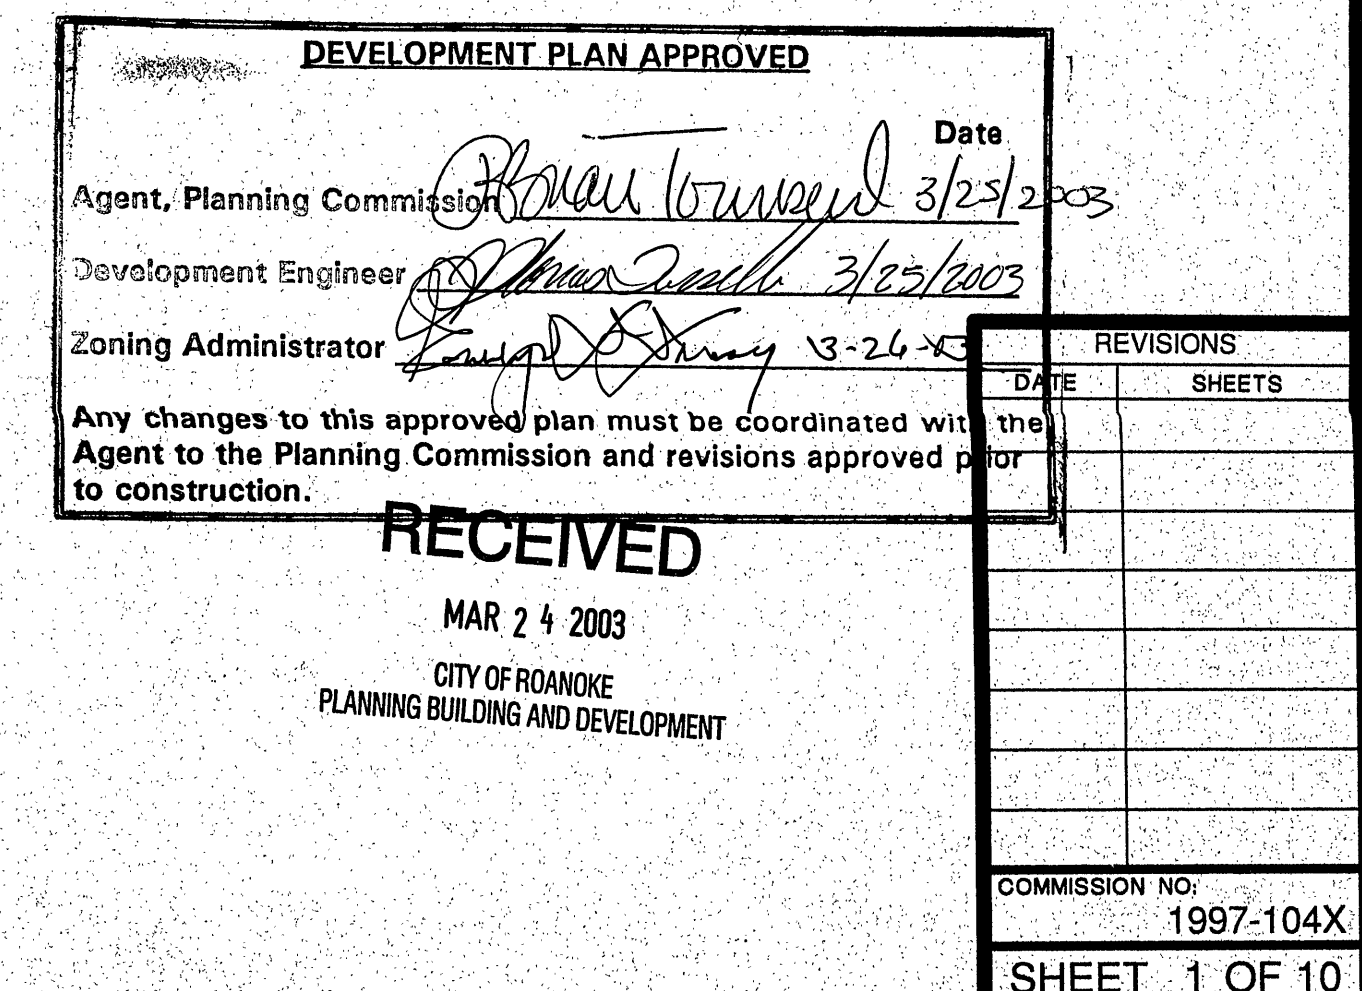 DEVELOPMENT PLAN APPROVED
Date
Agent, Planning Commission Brian Townsend 3/25/2003
Development Engineer Thomas 3/25/2003
Zoning Administrator 3-26-03
Any changes to this approved plan must be coordinated with the
Agent to the Planning Commission and revisions approved prior
to construction.
RECEIVED
MAR 24 2003
CITY OF ROANOKE
PLANNING BUILDING AND DEVELOPMENT
REVISIONS
DATE SHEETS
COMMISSION NO:
1997-104X
SHEET 1 OF 10